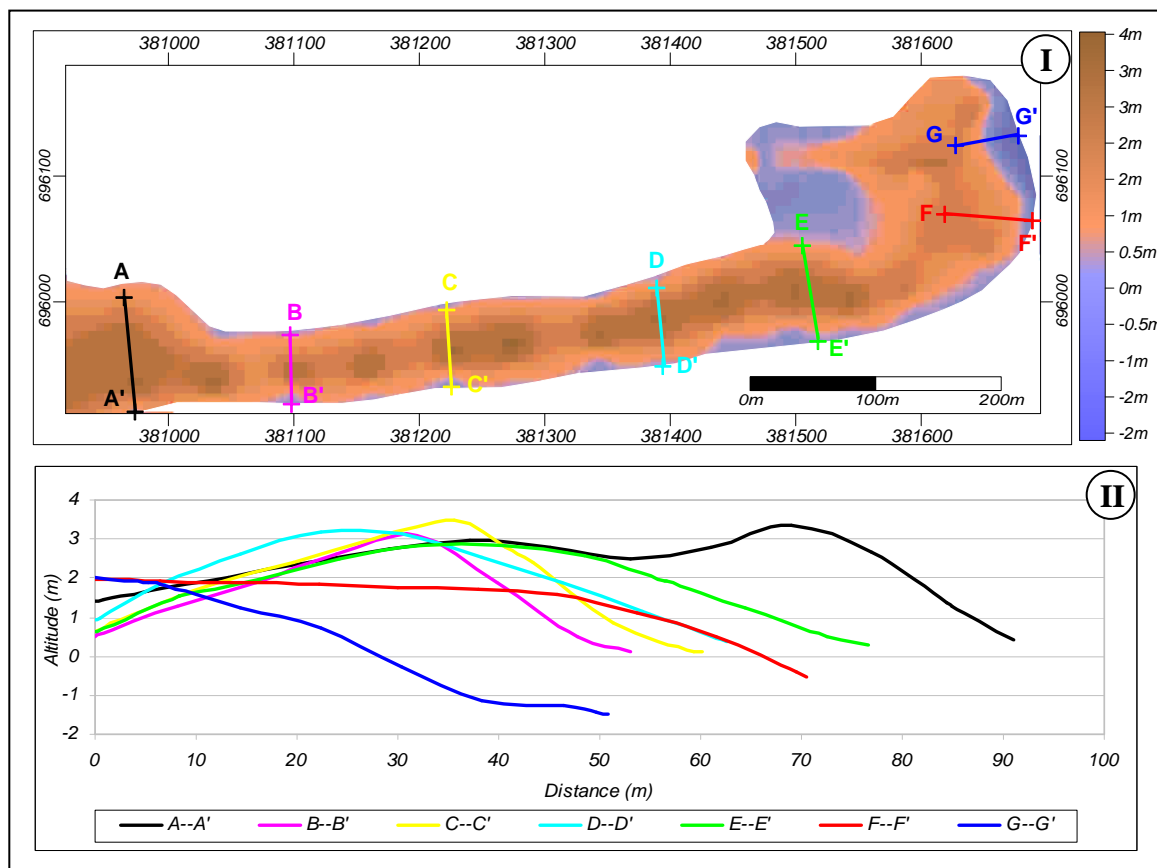 381000 381100 381200 381300 381400 381500 381600
I
4m
3m
3m
2m
2m
1m
0.5m
0m
-0.5m
-1m
-2m
-2m
696100 696100
696000 696000
A
A'
B
B'
C
C'
D
D'
E
E'
F
F'
G
G'
0m 100m 200m
381000 381100 381200 381300 381400 381500 381600
II
Altitude (m)
4
3
2
1
0
-1
-2
0 10 20 30 40 50 60 70 80 90 100
Distance (m)
A--A' B--B' C--C' D--D' E--E' F--F' G--G'